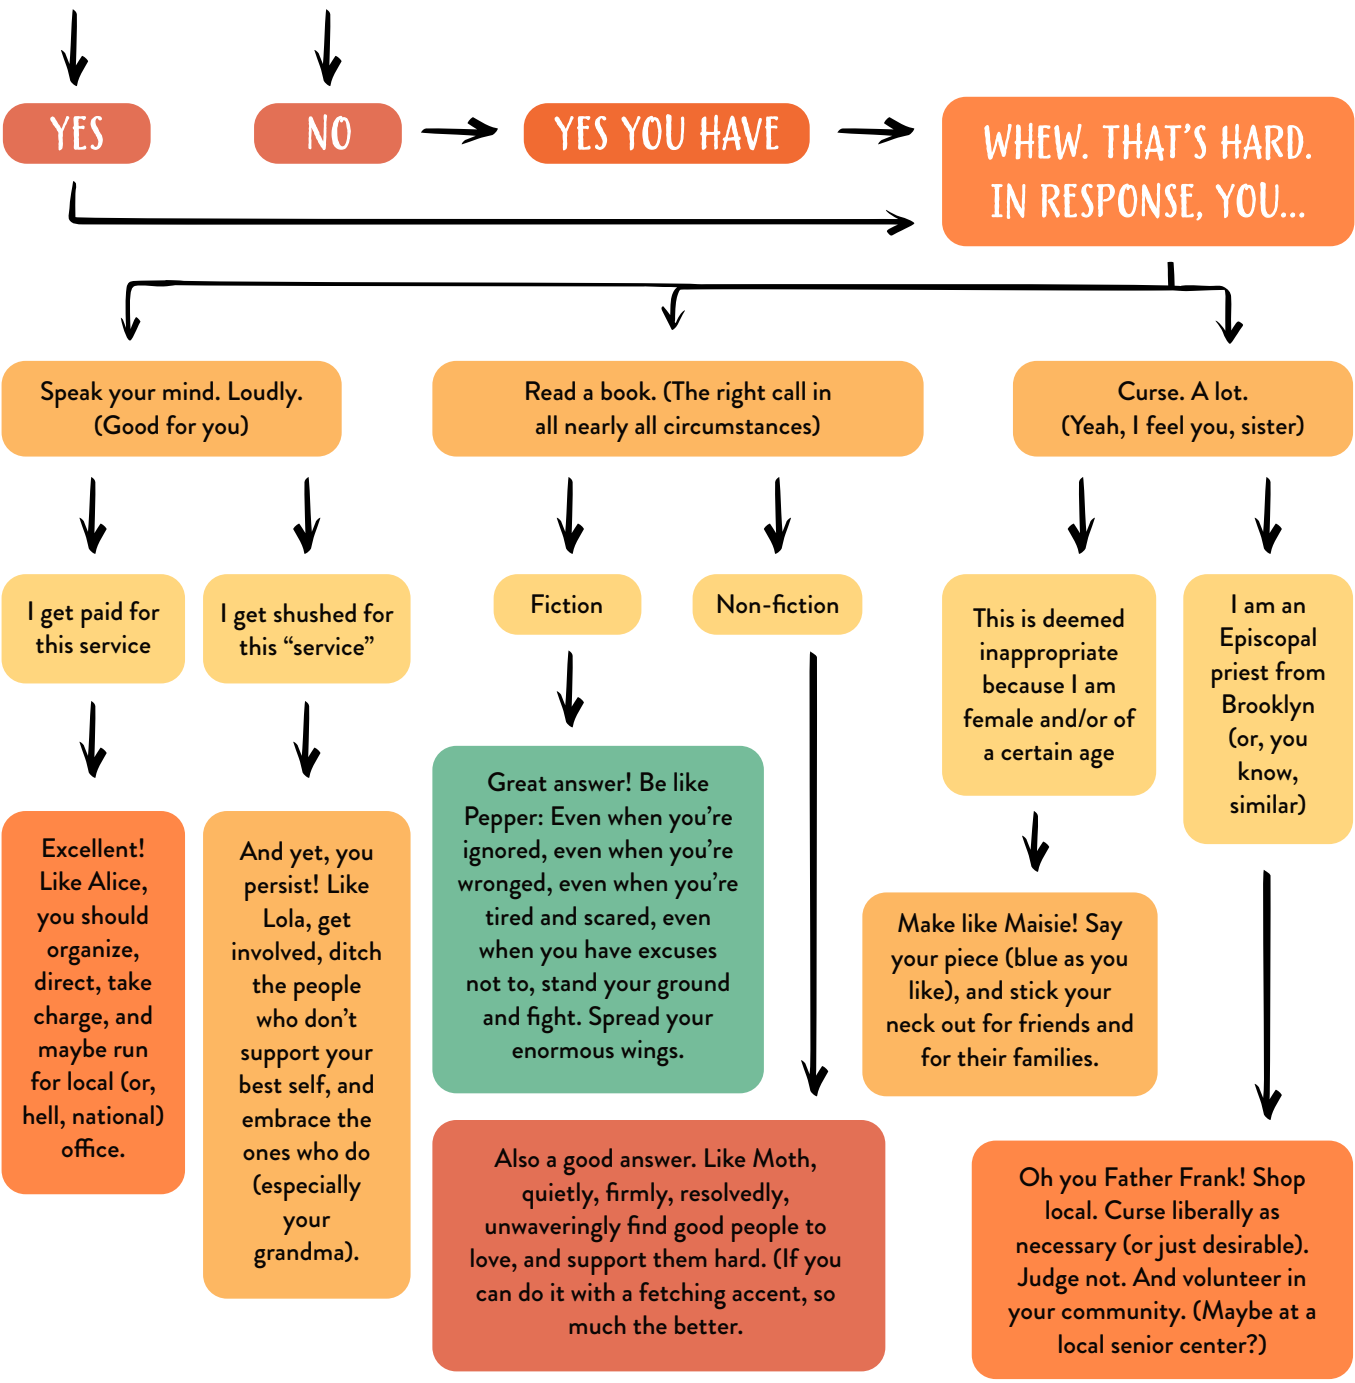 YES
NO
YES YOU HAVE
WHEW. THAT’S HARD.
IN RESPONSE, YOU...
Speak your mind. Loudly.
(Good for you)
Read a book. (The right call in
all nearly all circumstances)
Curse. A lot.
(Yeah, I feel you, sister)
I get paid for
this service
I get shushed for
this “service”
Fiction
Non-fiction
This is deemed
inappropriate
because I am
female and/or of
a certain age
I am an
Episcopal
priest from
Brooklyn
(or, you
know,
similar)
Excellent!
Like Alice,
you should
organize,
direct, take
charge, and
maybe run
for local (or,
hell, national)
office.
And yet, you
persist! Like
Lola, get
involved, ditch
the people
who don’t
support your
best self, and
embrace the
ones who do
(especially
your
grandma).
Great answer! Be like
Pepper: Even when you’re
ignored, even when you’re
wronged, even when you’re
tired and scared, even
when you have excuses
not to, stand your ground
and fight. Spread your
enormous wings.
Also a good answer. Like Moth,
quietly, firmly, resolvedly,
unwaveringly find good people to
love, and support them hard. (If you
can do it with a fetching accent, so
much the better.
Make like Maisie! Say
your piece (blue as you
like), and stick your
neck out for friends and
for their families.
Oh you Father Frank! Shop
local. Curse liberally as
necessary (or just desirable).
Judge not. And volunteer in
your community. (Maybe at a
local senior center?)